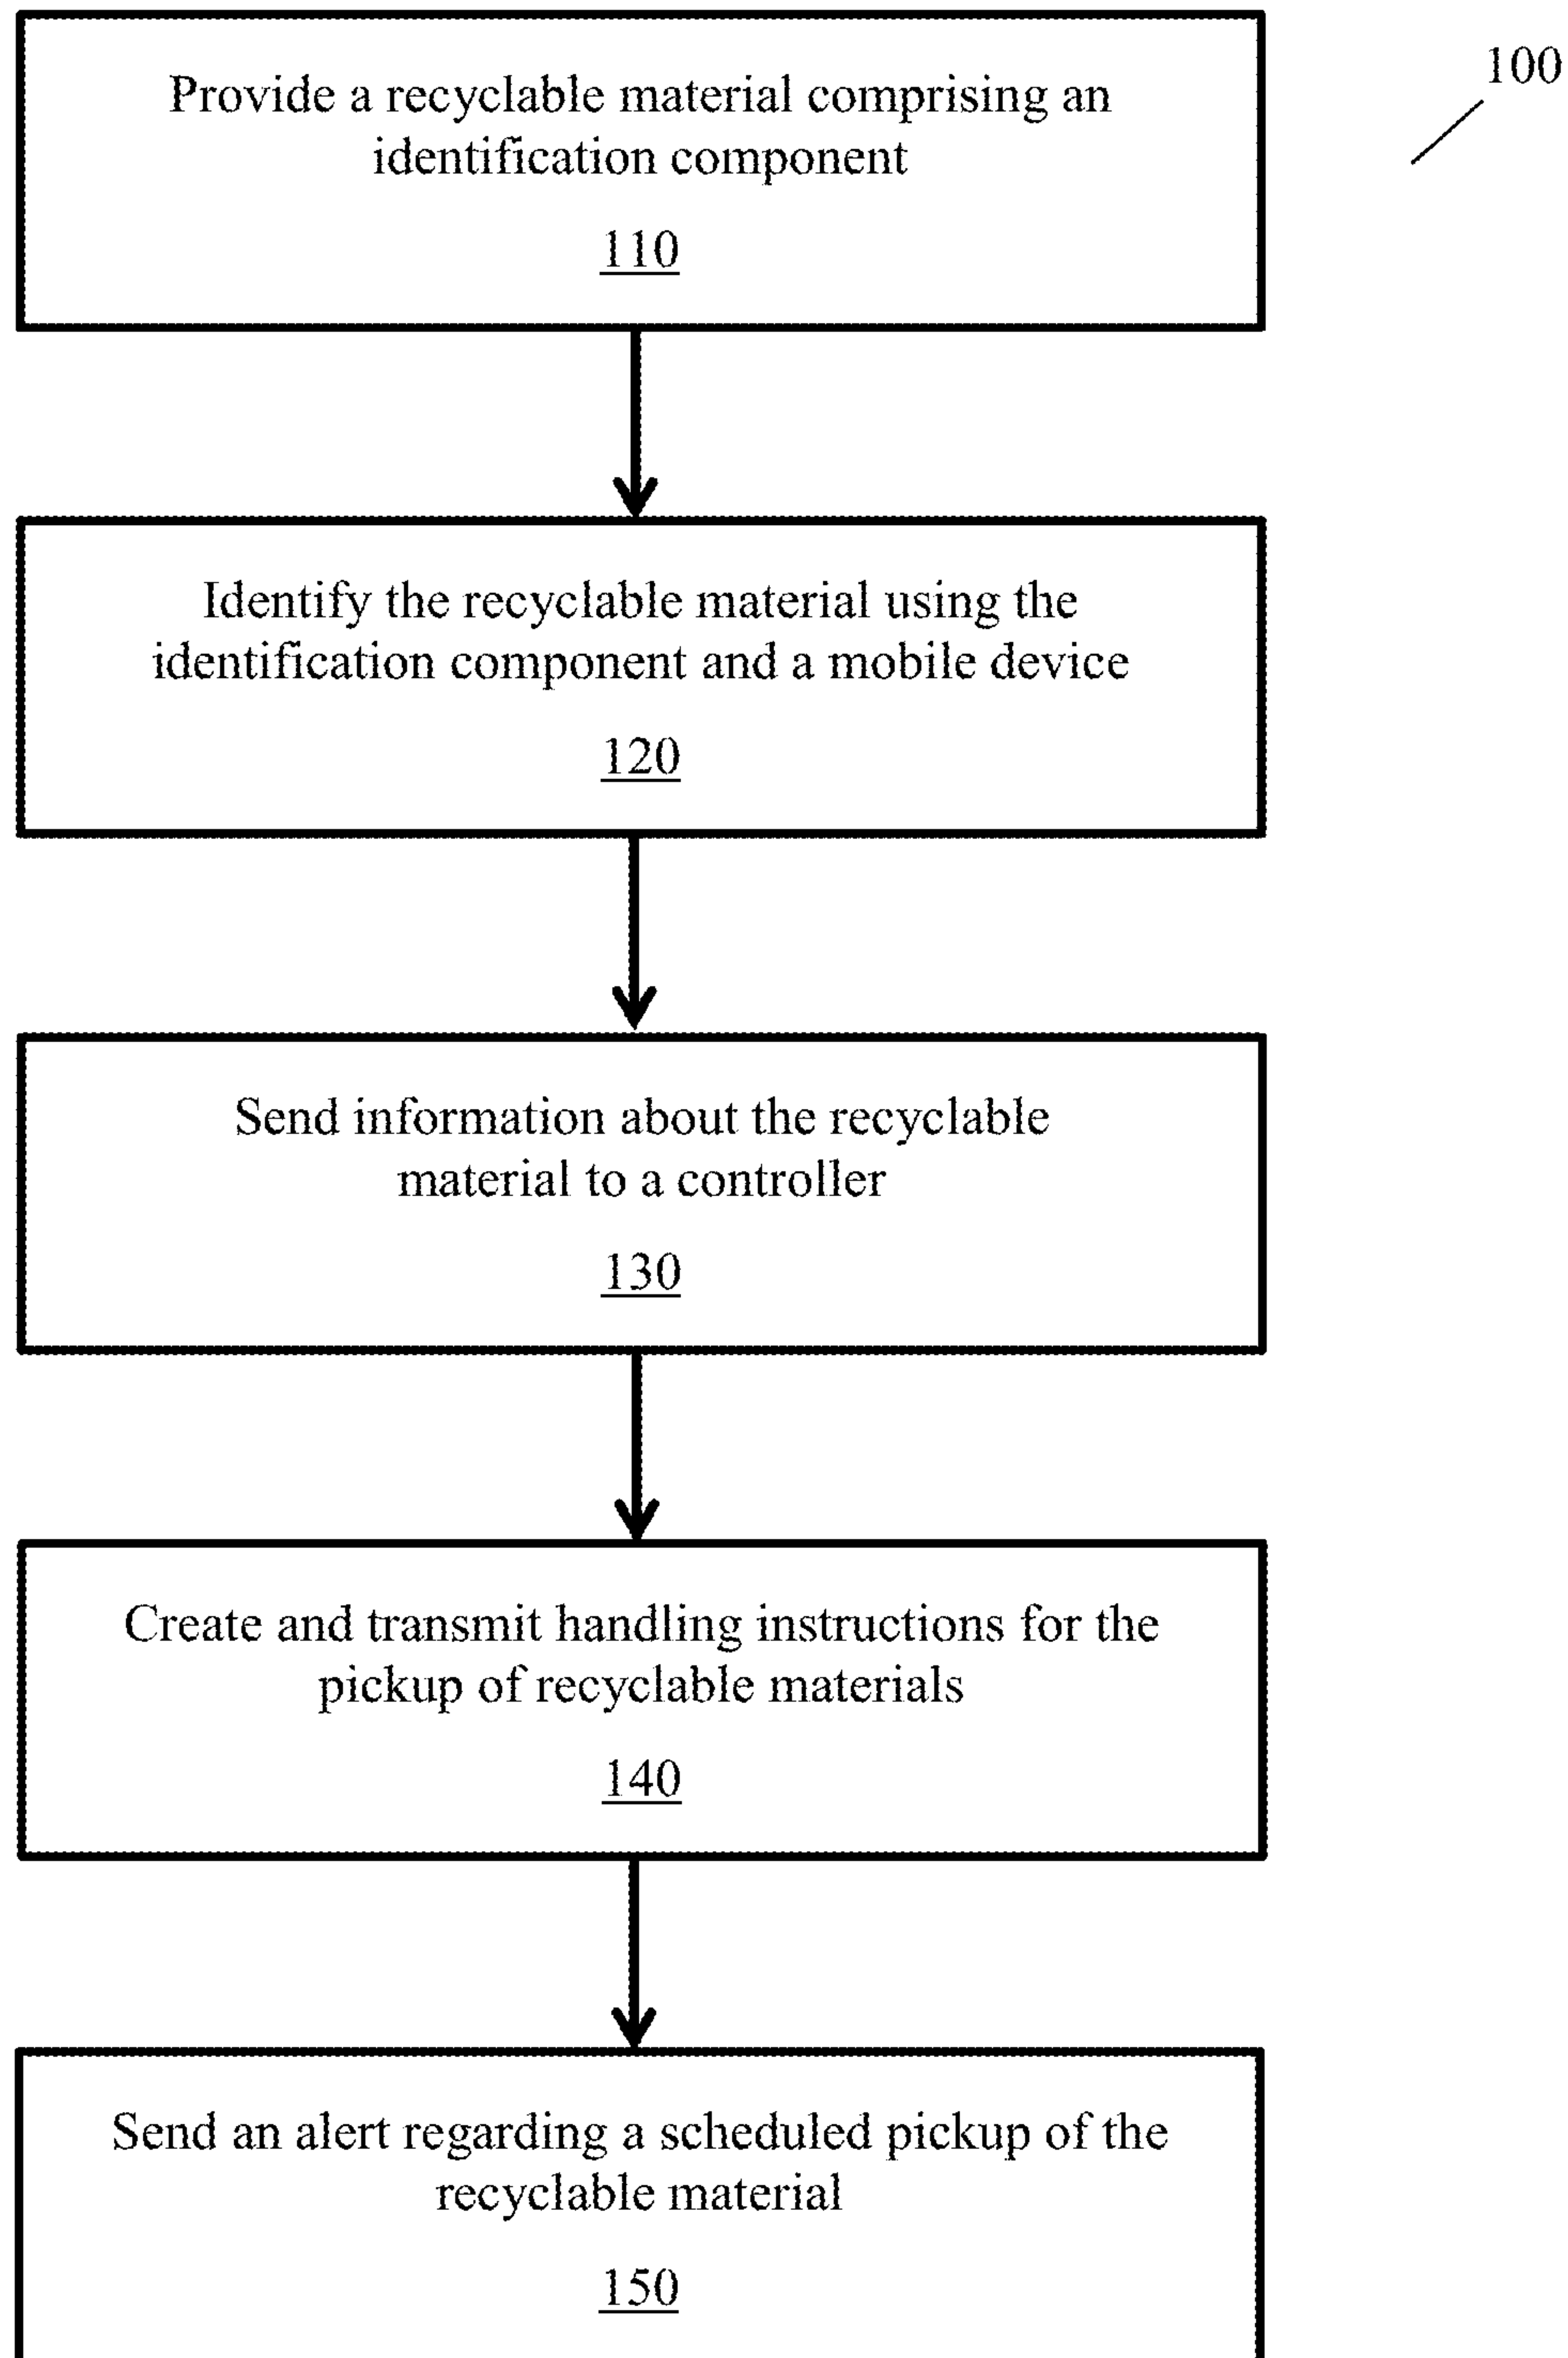 100
Provide a recyclable material comprising an
identification component
110
Identify the recyclable material using the
identification component and a mobile device
120
Send information about the recyclable
material to a controller
130
Create and transmit handling instructions for the
pickup of recyclable materials
140
Send an alert regarding a scheduled pickup of the
recyclable material
150